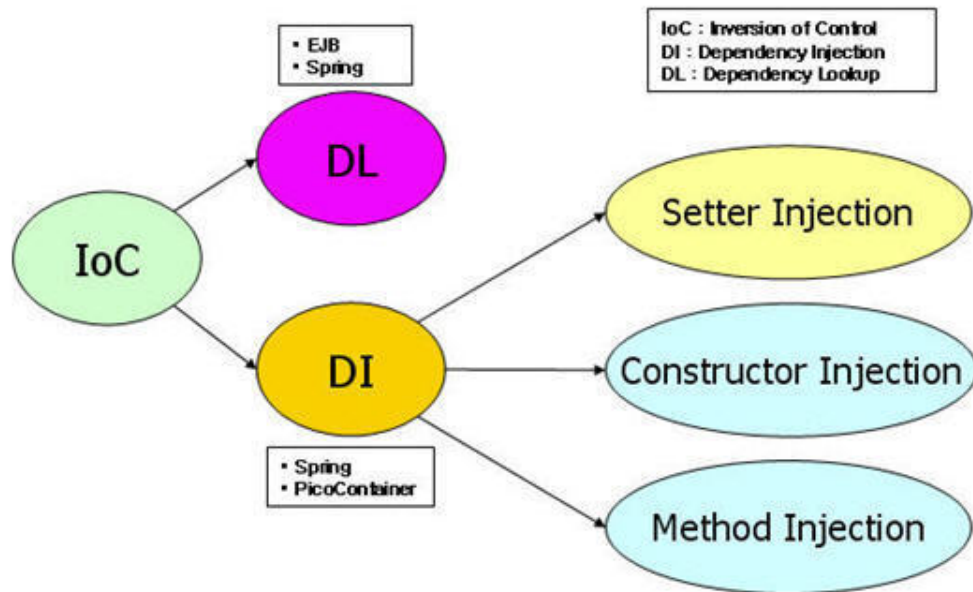 ▪ EJB
▪ Spring
IoC : Inversion of Control
DI : Dependency Injection
DL : Dependency Lookup
DL
IoC
Setter Injection
DI
Constructor Injection
▪ Spring
▪ PicoContainer
Method Injection